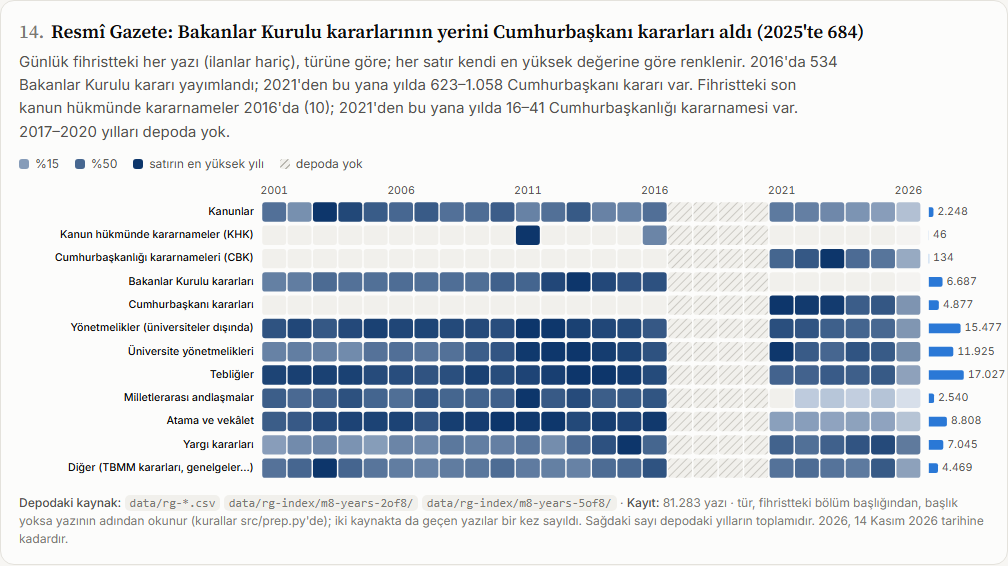 14. Resmî Gazete: Bakanlar Kurulu kararlarının yerini Cumhurbaşkanı kararları aldı (2025'te 684)
Günlük fihristteki her yazı (ilanlar hariç), türüne göre; her satır kendi en yüksek değerine göre renklenir. 2016'da 534
Bakanlar Kurulu kararı yayımlandı; 2021'den bu yana yılda 623–1.058 Cumhurbaşkanı kararı var. Fihristteki son
kanun hükmünde kararnameler 2016'da (10); 2021'den bu yana yılda 16–41 Cumhurbaşkanlığı kararnamesi var.
2017–2020 yılları depoda yok.
%15 %50 satırın en yüksek yılı depoda yok
2001 2006 2011 2016 2021 2026
Kanunlar 2.248
Kanun hükmünde kararnameler (KHK) 46
Cumhurbaşkanlığı kararnameleri (CBK) 134
Bakanlar Kurulu kararları 6.687
Cumhurbaşkanı kararları 4.877
Yönetmelikler (üniversiteler dışında) 15.477
Üniversite yönetmelikleri 11.925
Tebliğler 17.027
Milletlerarası andlaşmalar 2.540
Atama ve vekâlet 8.808
Yargı kararları 7.045
Diğer (TBMM kararları, genelgeler...) 4.469
Depodaki kaynak: data/rg-*.csv data/rg-index/m8-years-2of8/ data/rg-index/m8-years-5of8/ · Kayıt: 81.283 yazı · tür, fihristteki bölüm başlığından, başlık
yoksa yazının adından okunur (kurallar src/prep.py'de); iki kaynakta da geçen yazılar bir kez sayıldı. Sağdaki sayı depodaki yılların toplamıdır. 2026, 14 Kasım 2026 tarihine
kadardır.